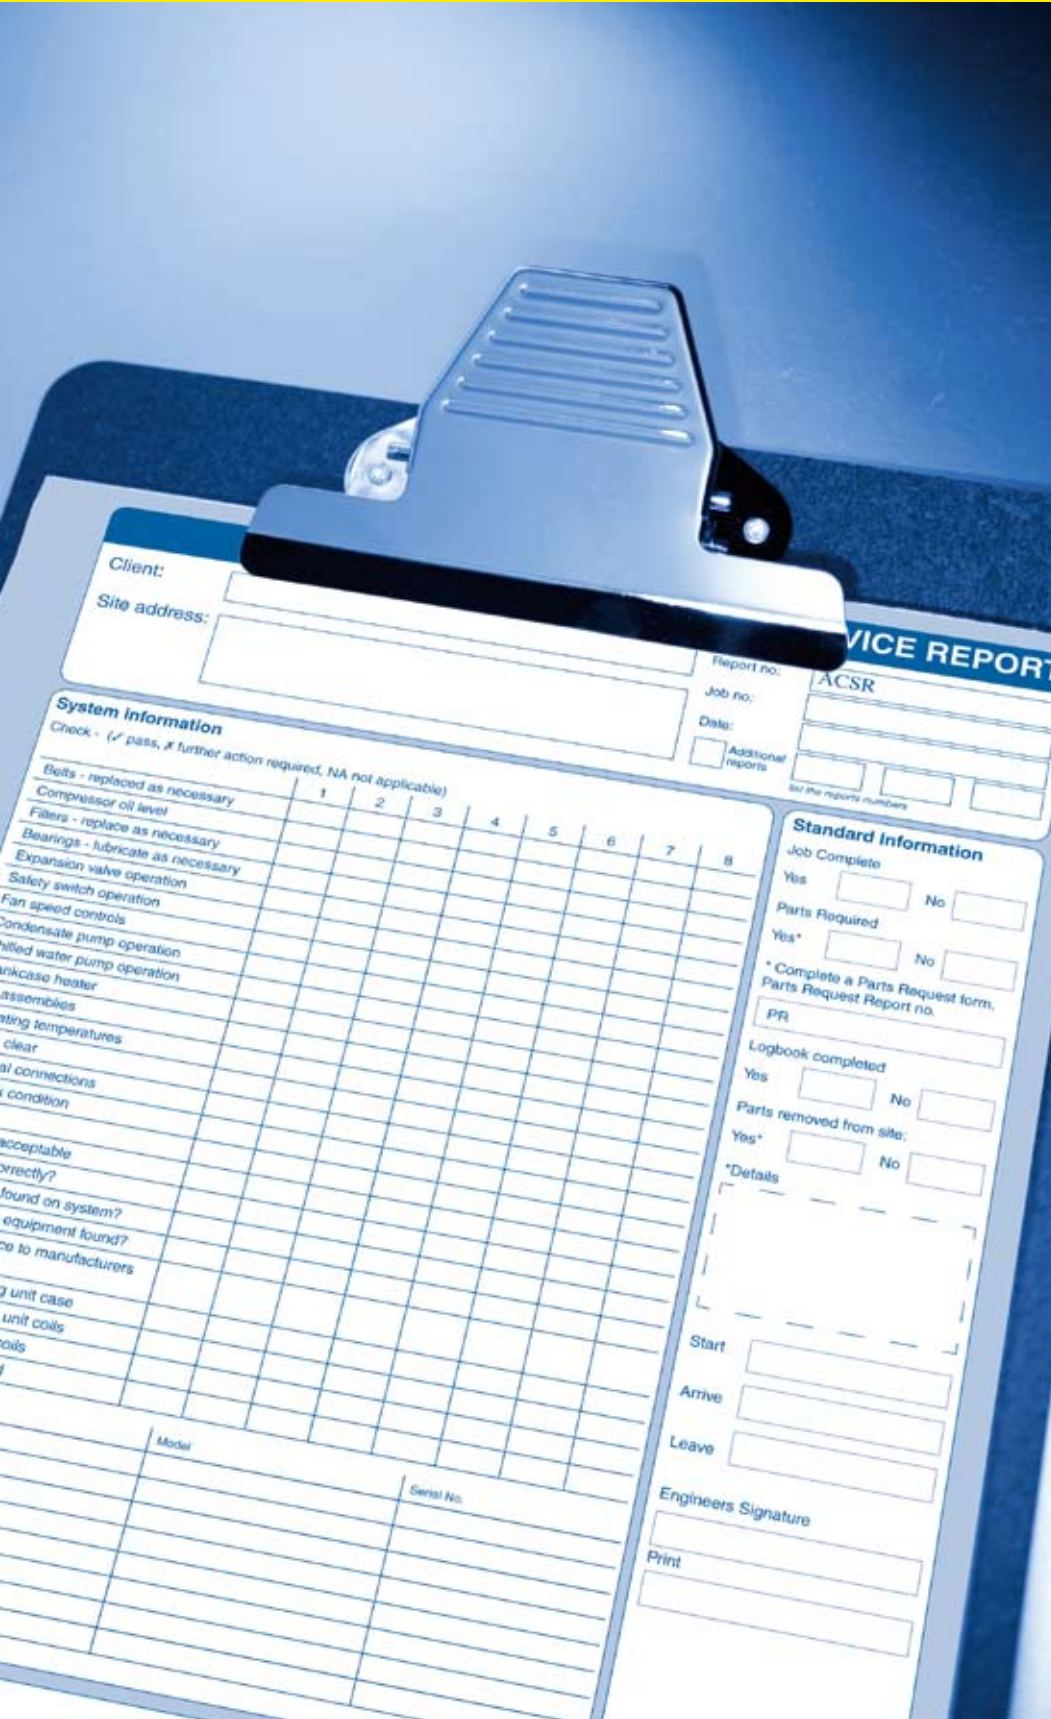 VICE REPORT
Client:
Site address:
Report no:
ACSR
Job no:
Date:
Additional
reports
list the reports numbers
System information
Check - (✓ pass, ✗ further action required, NA not applicable)
1 2 3 4 5 6 7 8
Belts - replaced as necessary
Compressor oil level
Filters - replace as necessary
Bearings - lubricate as necessary
Expansion valve operation
Safety switch operation
Fan speed controls
ondensate pump operation
hilled water pump operation
ankcase heater
assemblies
ating temperatures
clear
al connections
condition
acceptable
orrectly?
found on system?
equipment found?
ce to manufacturers
g unit case
unit coils
coils
Model
Serial No.
Standard Information
Job Complete
Yes No
Parts Required
Yes* No
* Complete a Parts Request form.
Parts Request Report no.
PR
Logbook completed
Yes No
Parts removed from site:
Yes* No
*Details
Start
Arrive
Leave
Engineers Signature
Print